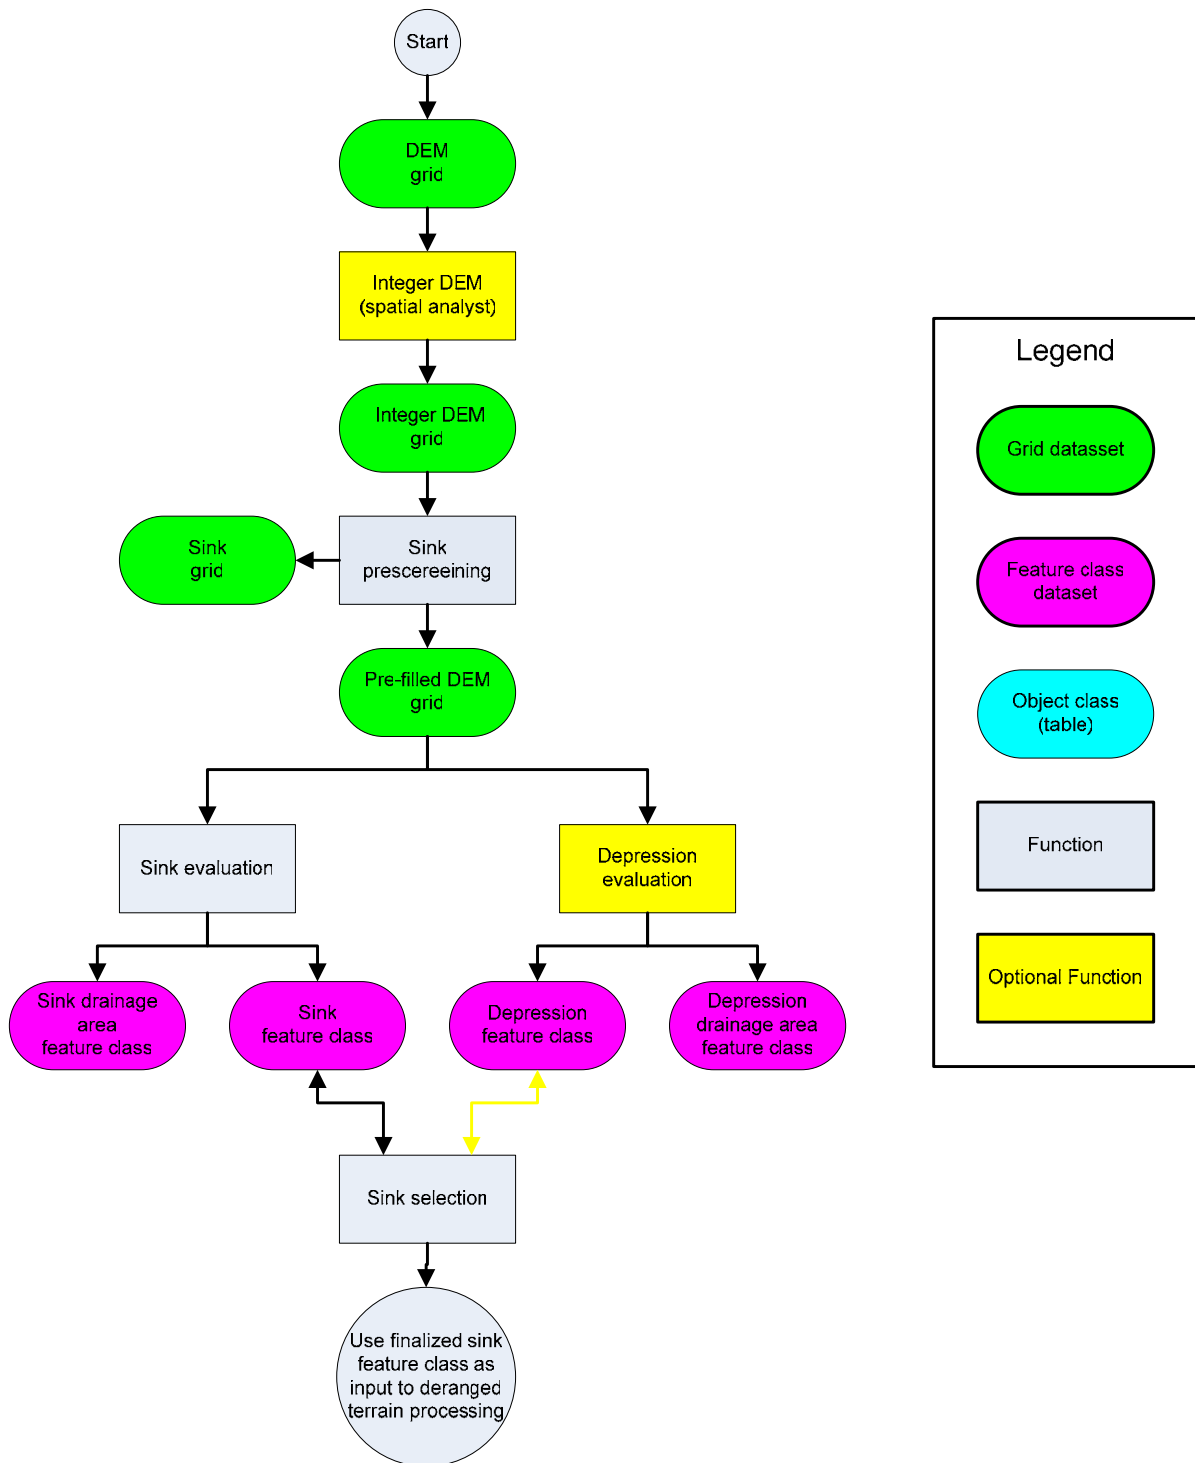 Start
DEM
grid
Integer DEM
(spatial analyst)
Integer DEM
grid
Sink
grid
Sink
prescereeining
Pre-filled DEM
grid
Sink evaluation
Depression
evaluation
Sink drainage
area
feature class
Sink
feature class
Depression
feature class
Depression
drainage area
feature class
Sink selection
Use finalized sink
feature class as
input to deranged
terrain processing
Legend
Grid datasset
Feature class
dataset
Object class
(table)
Function
Optional Function